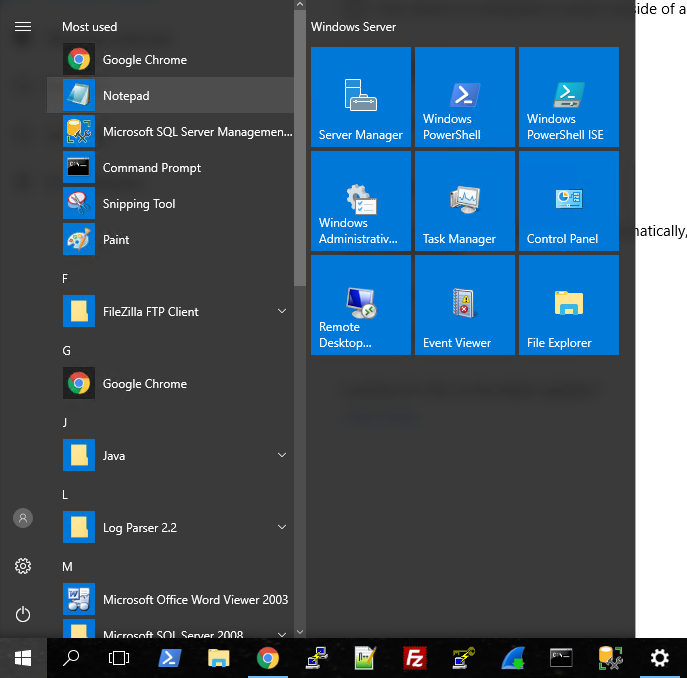 side of a
Most used
Google Chrome
Notepad
Microsoft SQL Server Managemen...
Command Prompt
Snipping Tool
Paint
F
FileZilla FTP Client
G
Google Chrome
J
Java
L
Log Parser 2.2
M
Microsoft Office Word Viewer 2003
Microsoft SQL Server 2008
Windows Server
Server Manager
Windows
PowerShell
Windows
PowerShell ISE
Windows
Administrativ...
Task Manager
Control Panel
Remote
Desktop...
Event Viewer
File Explorer
natically,